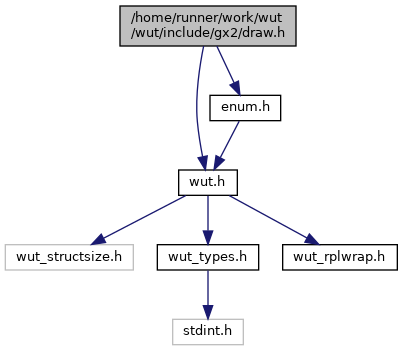 /home/runner/work/wut
/wut/include/gx2/draw.h
enum.h
wut.h
wut_structsize.h
wut_types.h
wut_rplwrap.h
stdint.h